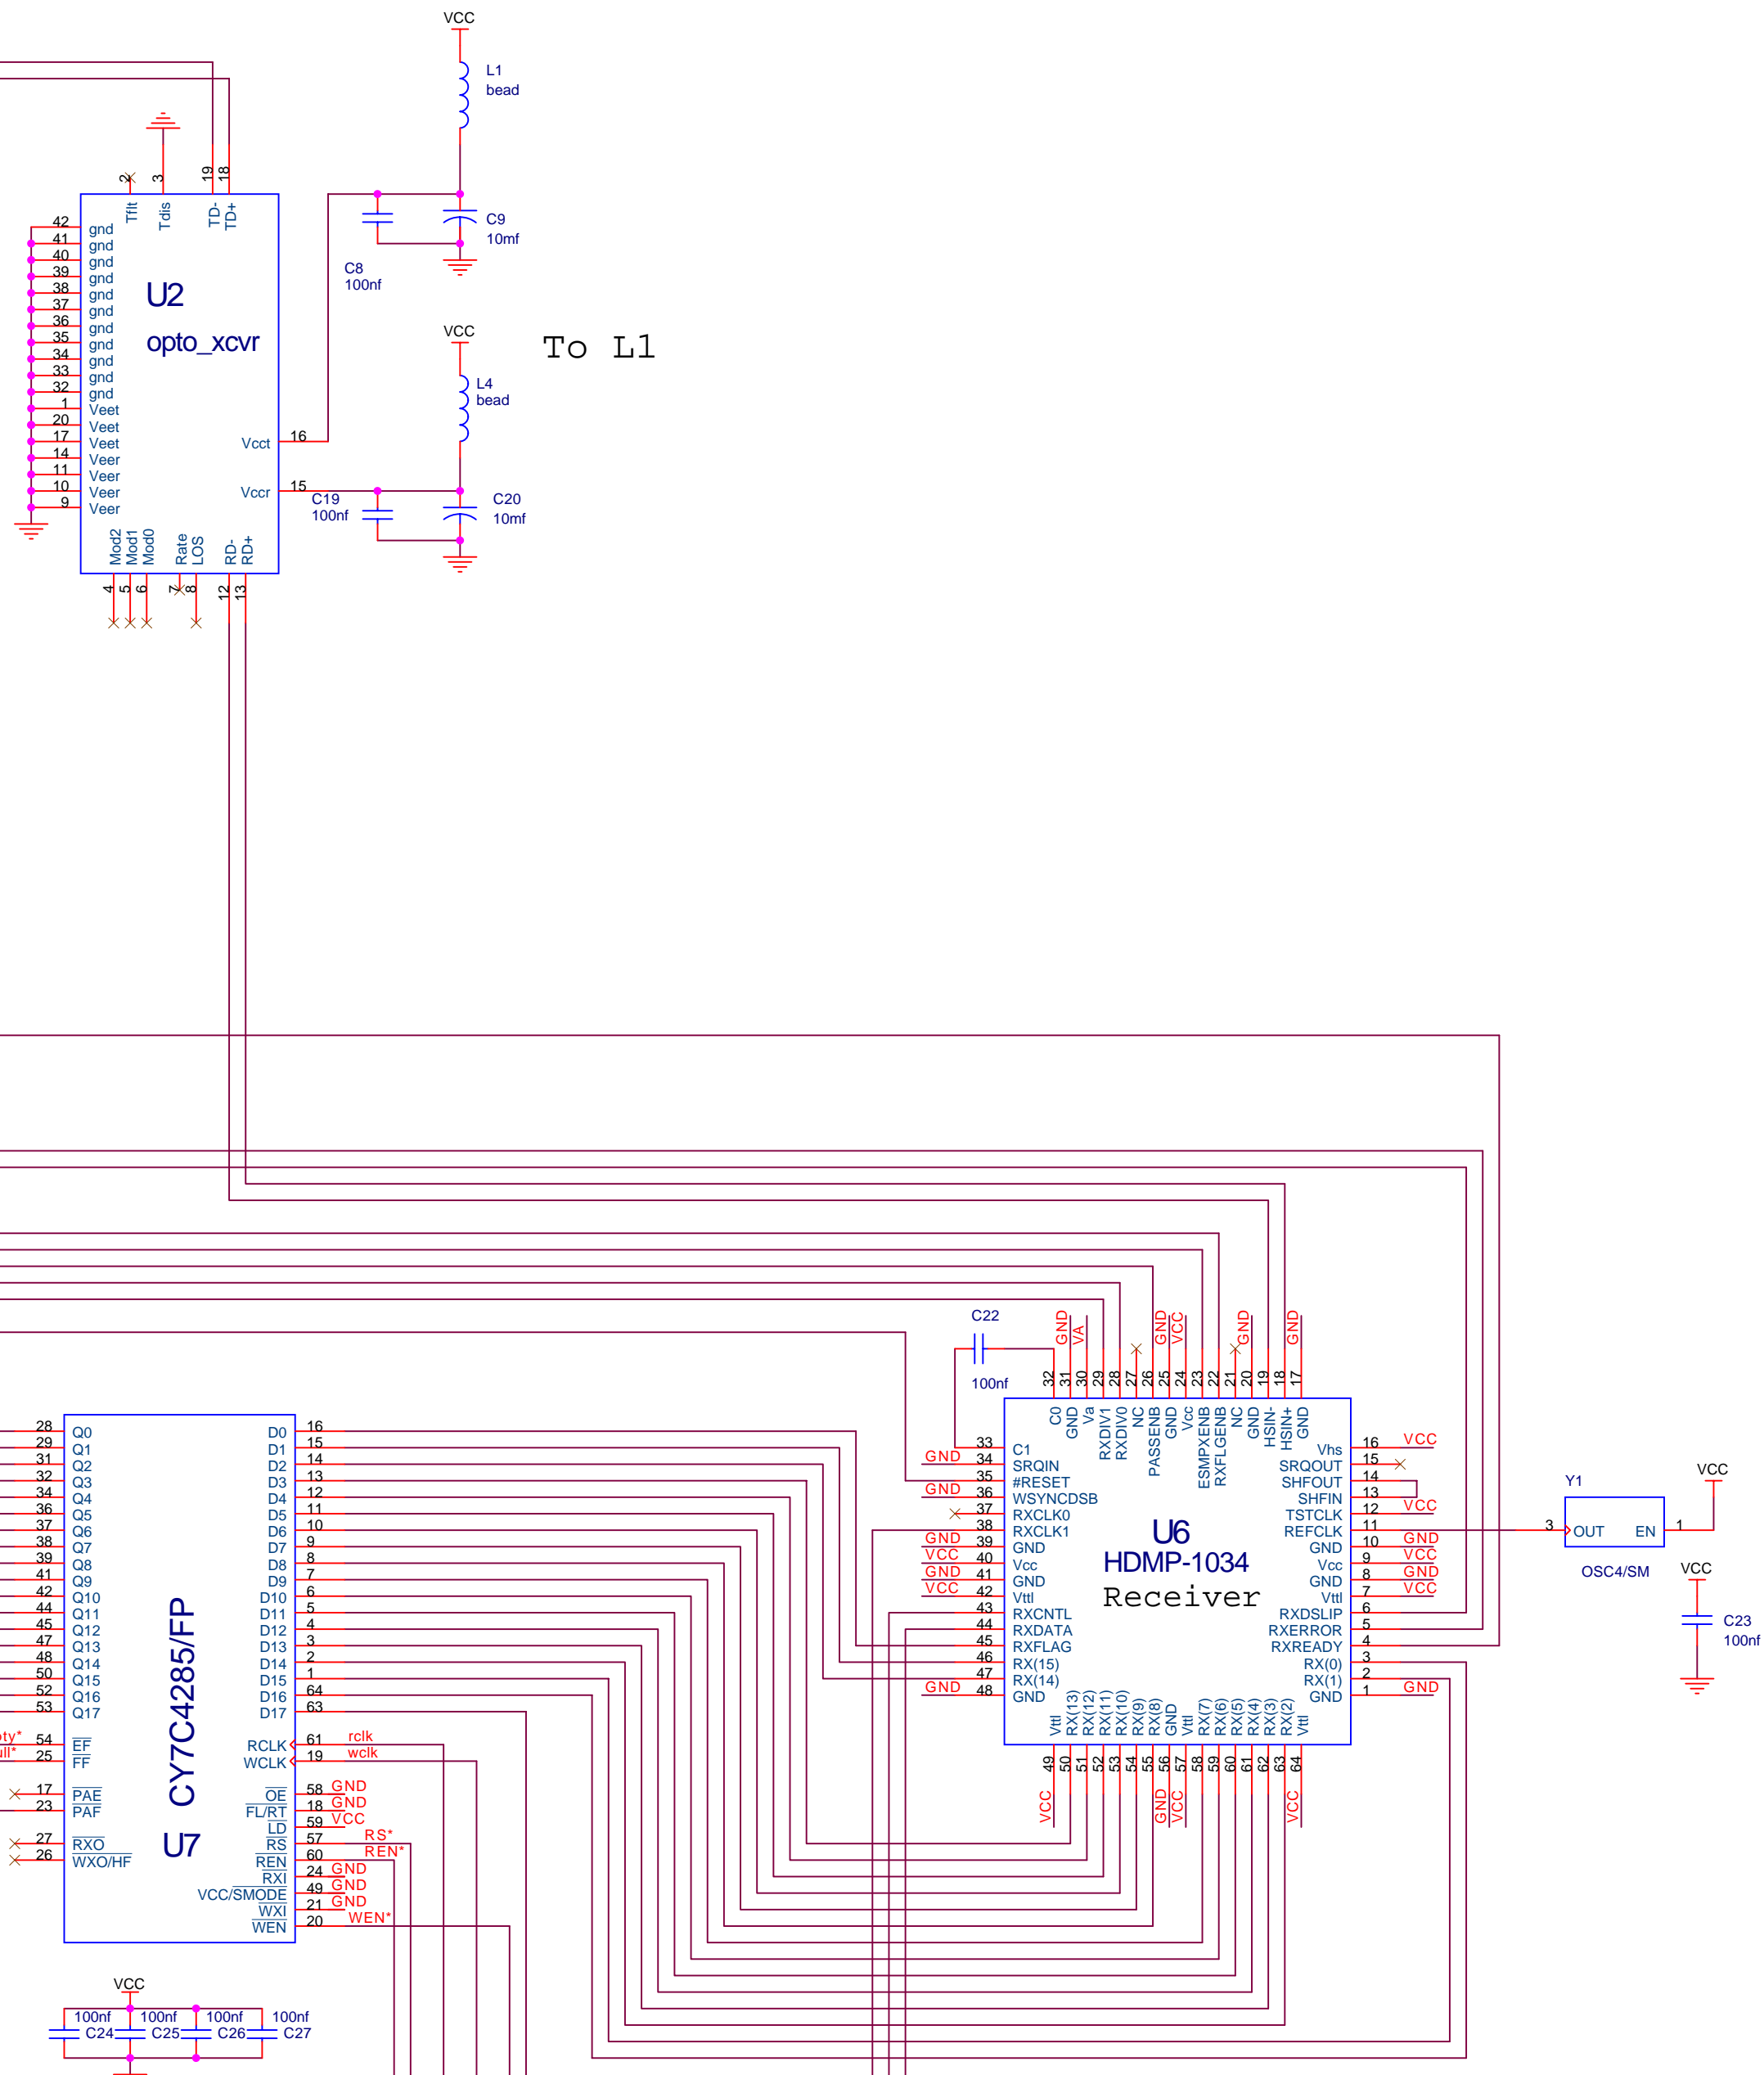 VCC
L1
bead
2
3
19
18
Tflt
Tdis
TD-
TD+
C9
10mf
C8
100nf
42 gnd
41 gnd
40 gnd
39 gnd
38 gnd
37 gnd
36 gnd
35 gnd
34 gnd
33 gnd
32 gnd
1 Veet
20 Veet
17 Veet
14 Veer
11 Veer
10 Veer
9 Veer
U2
opto_xcvr
Vcct 16
Vccr 15
VCC
To L1
L4
bead
C19
100nf
C20
10mf
Mod2
Mod1
Mod0
Rate
LOS
RD-
RD+
4
5
6
7
8
12
13
C22
100nf
GND
VA
GND
VCC
GND
GND
32
31
30
29
28
27
26
25
24
23
22
21
20
19
18
17
C0
GND
Va
RXDIV1
RXDIV0
NC
PASSENB
GND
Vcc
ESMPXENB
RXFLGENB
NC
GND
HSIN-
HSIN+
GND
33 C1
GND 34 SRQIN
35 #RESET
GND 36 WSYNCDSB
37 RXCLK0
38 RXCLK1
GND 39 GND
VCC 40 Vcc
GND 41 GND
VCC 42 Vttl
43 RXCNTL
44 RXDATA
45 RXFLAG
46 RX(15)
47 RX(14)
GND 48 GND
U6
HDMP-1034
Receiver
Vhs 16 VCC
SRQOUT 15
SHFOUT 14
SHFIN 13
TSTCLK 12 VCC
REFCLK 11
GND 10 GND
Vcc 9 VCC
GND 8 GND
Vttl 7 VCC
RXDSLIP 6
RXERROR 5
RXREADY 4
RX(0) 3
RX(1) 2
GND 1 GND
Vttl
RX(13)
RX(12)
RX(11)
RX(10)
RX(9)
RX(8)
GND
Vttl
RX(7)
RX(6)
RX(5)
RX(4)
RX(3)
RX(2)
Vttl
49
50
51
52
53
54
55
56
57
58
59
60
61
62
63
64
VCC
GND
VCC
VCC
Y1
3 OUT EN 1
VCC
OSC4/SM
VCC
C23
100nf
28 Q0
29 Q1
31 Q2
32 Q3
34 Q4
36 Q5
37 Q6
38 Q7
39 Q8
41 Q9
42 Q10
44 Q11
45 Q12
47 Q13
48 Q14
50 Q15
52 Q16
53 Q17
pty* 54 EF
ull* 25 FF
17 PAE
23 PAF
27 RXO
26 WXO/HF
CY7C4285/FP
U7
D0 16
D1 15
D2 14
D3 13
D4 12
D5 11
D6 10
D7 9
D8 8
D9 7
D10 6
D11 5
D12 4
D13 3
D14 2
D15 1
D16 64
D17 63
RCLK 61 rclk
WCLK 19 wclk
OE 58 GND
FL/RT 18 GND
LD 59 VCC
RS 57 RS*
REN 60 REN*
RXI 24 GND
VCC/SMODE 49 GND
WXI 21 GND
WEN 20 WEN*
VCC
100nf 100nf 100nf 100nf
C24 C25 C26 C27